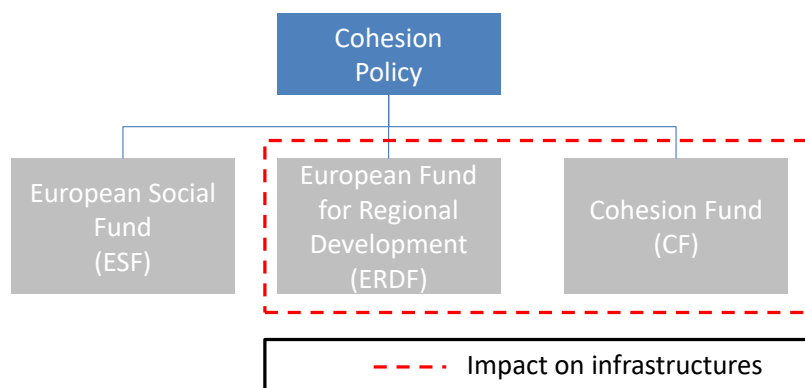 Cohesion
Policy
European Social
Fund
(ESF)
European Fund
for Regional
Development
(ERDF)
Cohesion Fund
(CF)
Impact on infrastructures